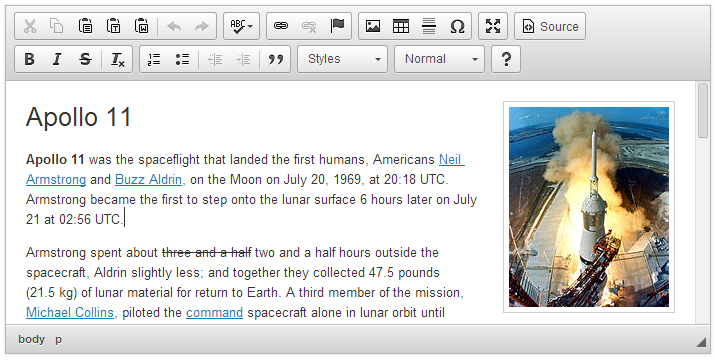 ABC
Source
B I S Ix
Styles
Normal
?
Apollo 11
Apollo 11 was the spaceflight that landed the first humans, Americans Neil
Armstrong and Buzz Aldrin, on the Moon on July 20, 1969, at 20:18 UTC.
Armstrong became the first to step onto the lunar surface 6 hours later on July
21 at 02:56 UTC.
Armstrong spent about three and a half two and a half hours outside the
spacecraft, Aldrin slightly less; and together they collected 47.5 pounds
(21.5 kg) of lunar material for return to Earth. A third member of the mission,
Michael Collins, piloted the command spacecraft alone in lunar orbit until
body p